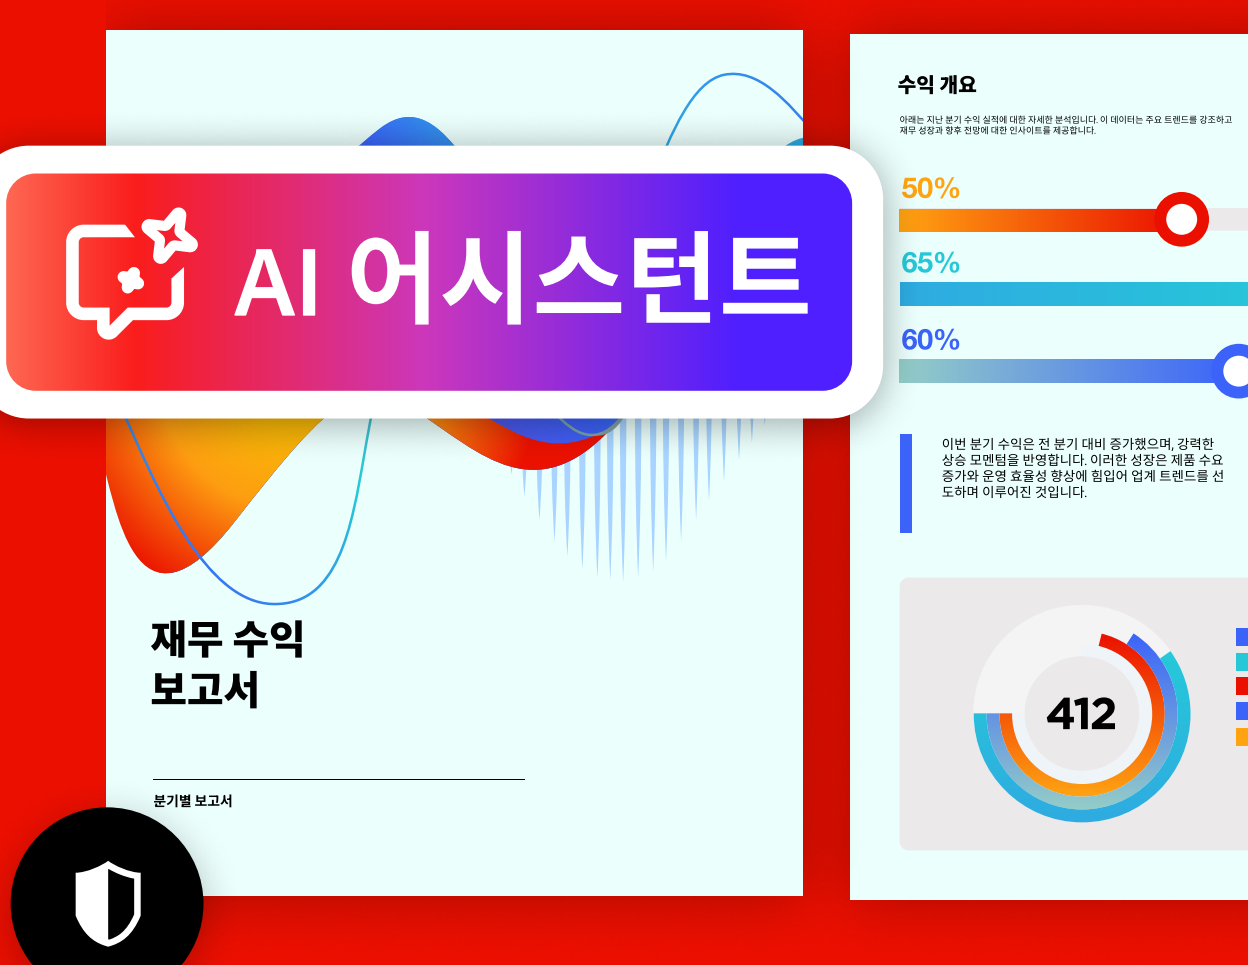 AI 어시스턴트
재무 수익
보고서
분기별 보고서
수익 개요
아래는 지난 분기 수익 실적에 대한 자세한 분석입니다. 이 데이터는 주요 트렌드를 강조하고
재무 성장과 향후 전망에 대한 인사이트를 제공합니다.
50%
65%
60%
이번 분기 수익은 전 분기 대비 증가했으며, 강력한
상승 모멘텀을 반영합니다. 이러한 성장은 제품 수요
증가와 운영 효율성 향상에 힘입어 업계 트렌드를 선
도하며 이루어진 것입니다.
412